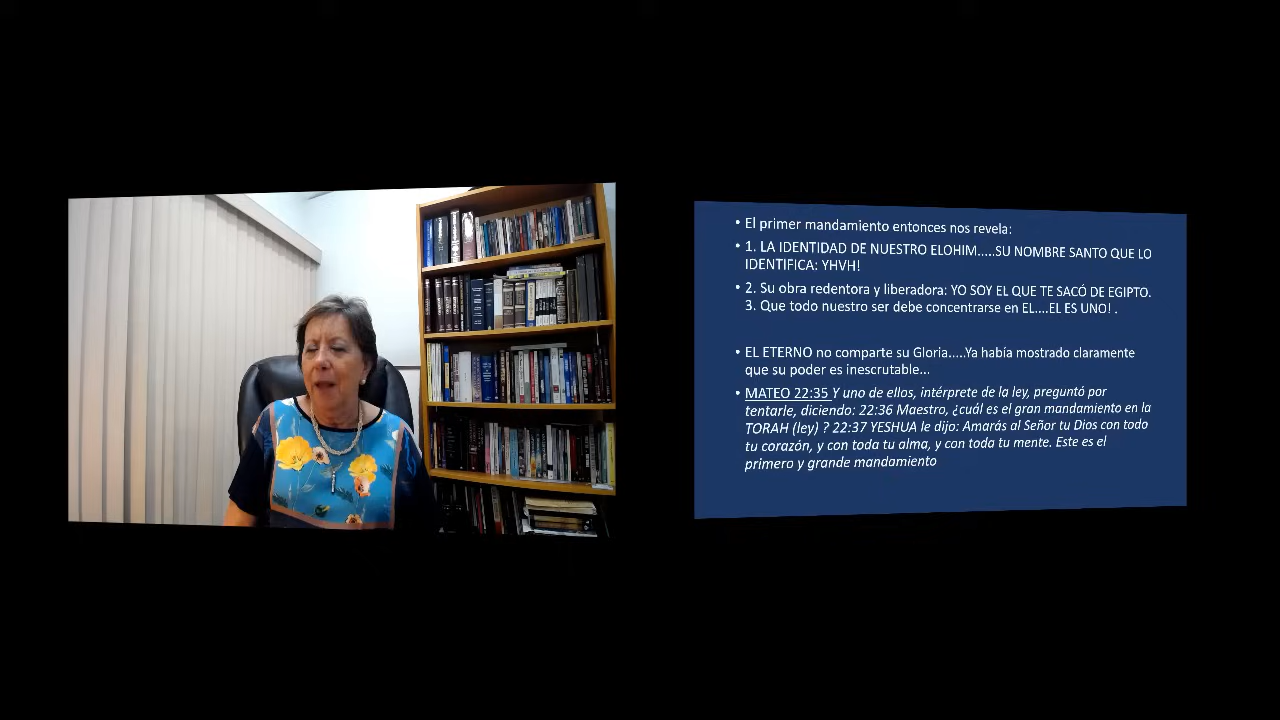 • El primer mandamiento entonces nos revela:
• 1. LA IDENTIDAD DE NUESTRO ELOHIM.....SU NOMBRE SANTO QUE LO
IDENTIFICA: YHVH!
• 2. Su obra redentora y liberadora: YO SOY EL QUE TE SACÓ DE EGIPTO.
3. Que todo nuestro ser debe concentrarse en EL....EL ES UNO! .
• EL ETERNO no comparte su Gloria.....Ya había mostrado claramente
que su poder es inescrutable...
• MATEO 22:35 Y uno de ellos, intérprete de la ley, preguntó por
tentarle, diciendo: 22:36 Maestro, ¿cuál es el gran mandamiento en la
TORAH (ley) ? 22:37 YESHUA le dijo: Amarás al Señor tu Dios con todo
tu corazón, y con toda tu alma, y con toda tu mente. Este es el
primero y grande mandamiento